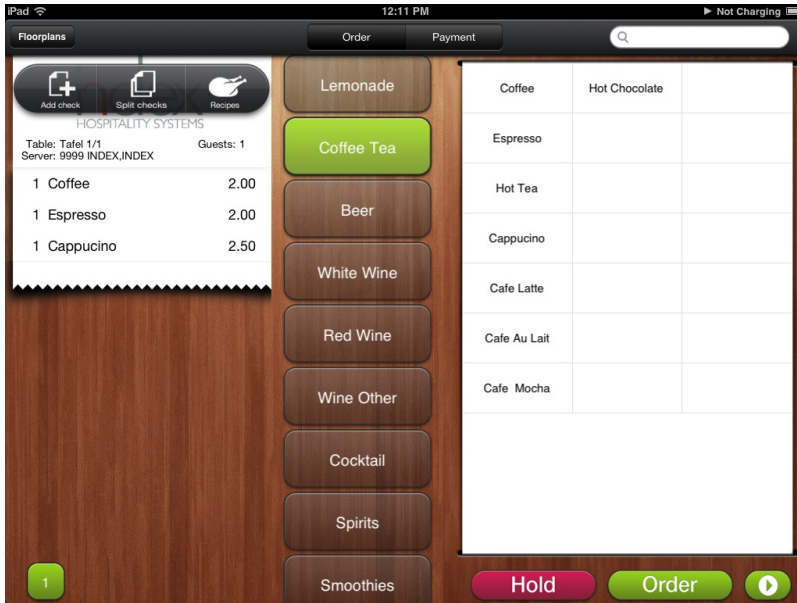 iPad 12:11 PM Not Charging
Floorplans Order Payment
Add check Split checks Recipes
HOSPITALITY SYSTEMS
Table: Tafel 1/1 Guests: 1
Server: 9999 INDEX,INDEX
1 Coffee 2.00
1 Espresso 2.00
1 Cappucino 2.50
1
Lemonade
Coffee Tea
Beer
White Wine
Red Wine
Wine Other
Cocktail
Spirits
Smoothies
Coffee Hot Chocolate
Espresso
Hot Tea
Cappucino
Cafe Latte
Cafe Au Lait
Cafe Mocha
Hold Order